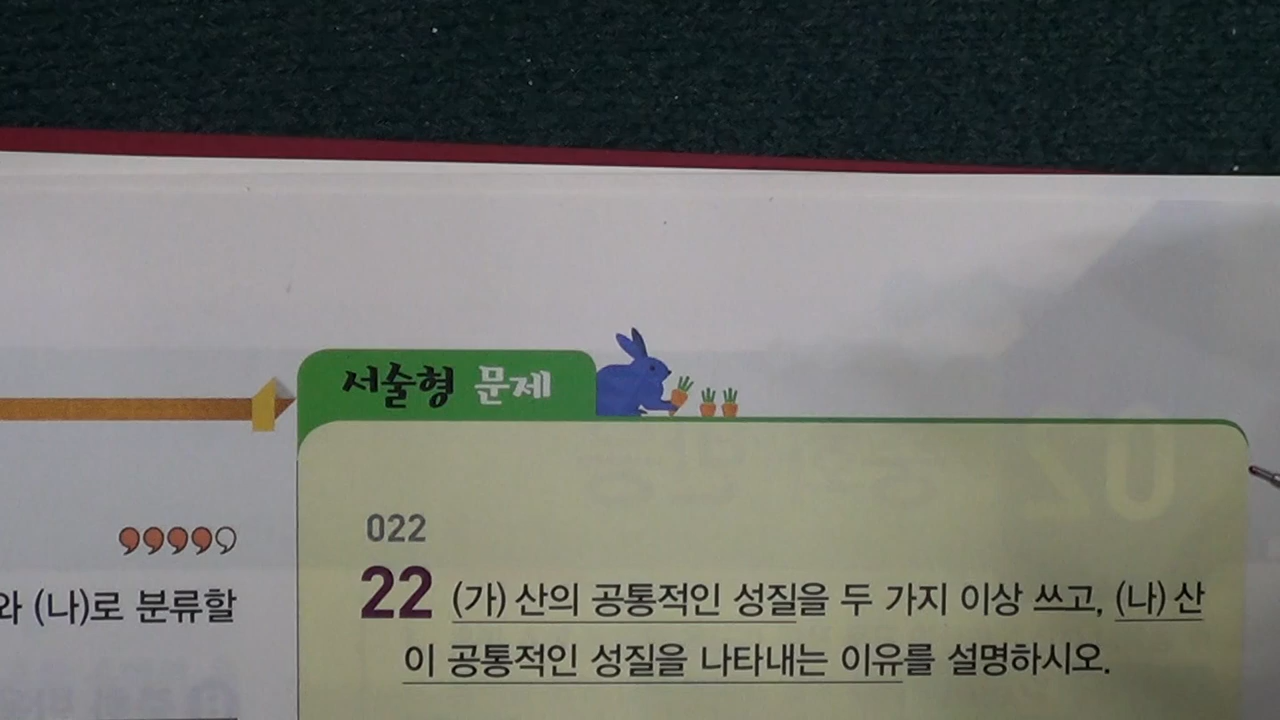 서술형 문제
022
22 (가) 산의 공통적인 성질을 두 가지 이상 쓰고, (나) 산
이 공통적인 성질을 나타내는 이유를 설명하시오.
와 (나)로 분류할